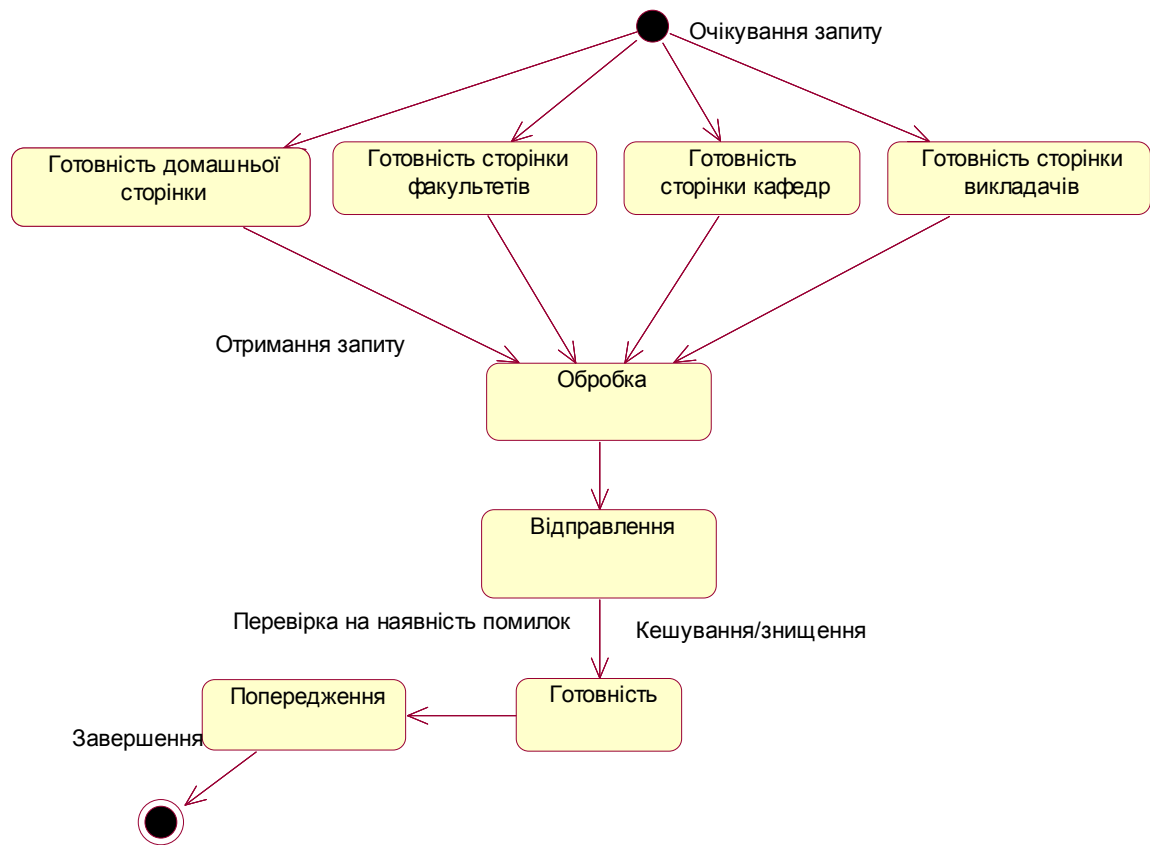 Очікування запиту
Готовність домашньої
сторінки
Готовність сторінки
факультетів
Готовність
сторінки кафедр
Готовність сторінки
викладачів
Отримання запиту
Обробка
Відправлення
Перевірка на наявність помилок
Кешування/знищення
Попередження
Готовність
Завершення